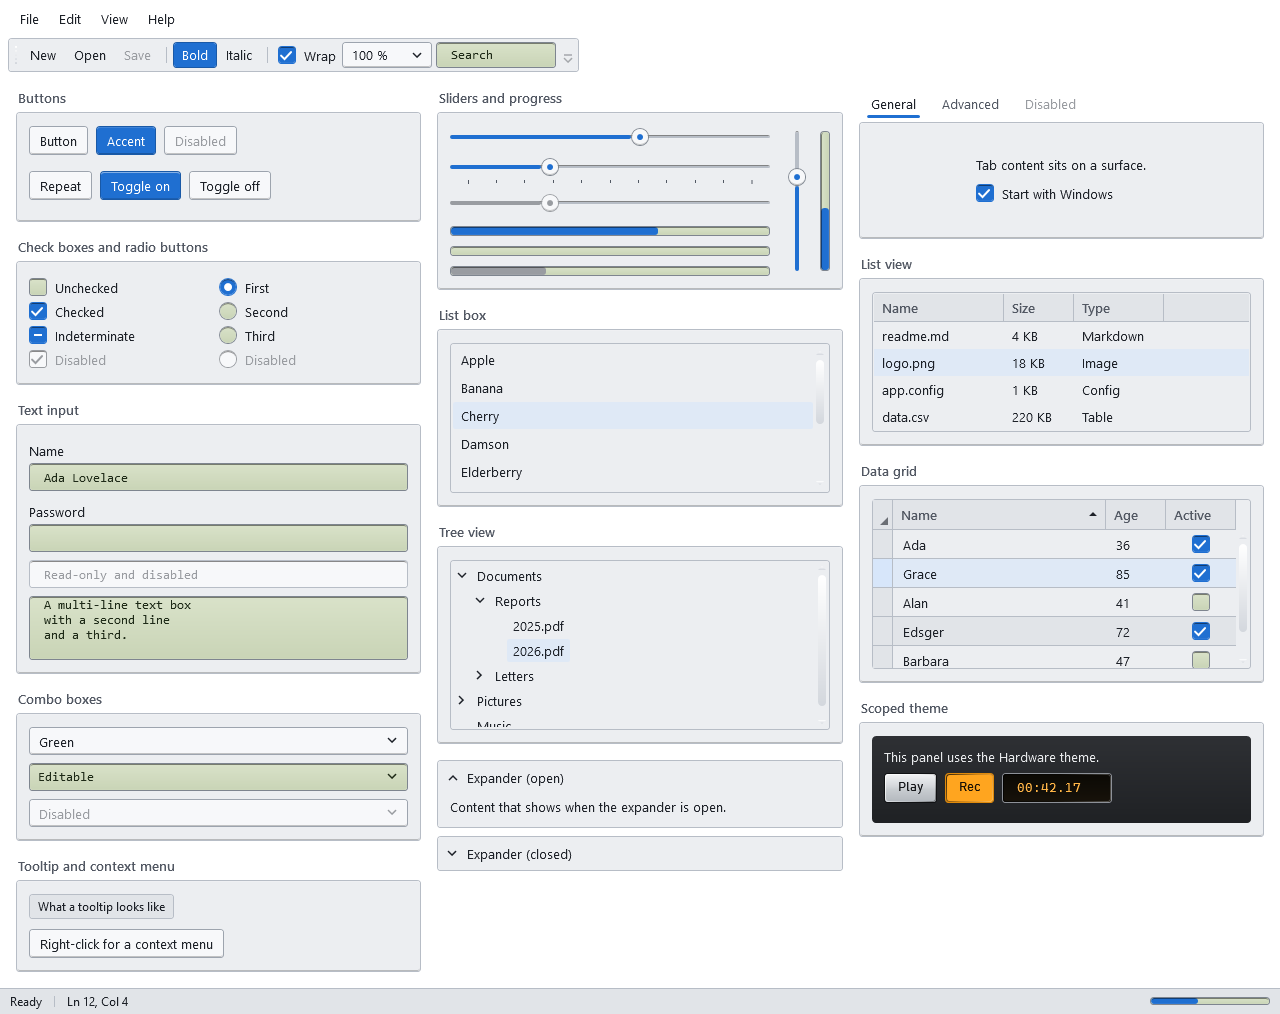 File Edit View Help
New Open Save Bold Italic Wrap 100 % Search
Buttons
Button Accent Disabled
Repeat Toggle on Toggle off
Check boxes and radio buttons
Unchecked First
Checked Second
Indeterminate Third
Disabled Disabled
Text input
Name
Ada Lovelace
Password
Read-only and disabled
A multi-line text box
with a second line
and a third.
Combo boxes
Green
Editable
Disabled
Tooltip and context menu
What a tooltip looks like
Right-click for a context menu
Sliders and progress
List box
Apple
Banana
Cherry
Damson
Elderberry
Tree view
Documents
Reports
2025.pdf
2026.pdf
Letters
Pictures
Music
Expander (open)
Content that shows when the expander is open.
Expander (closed)
General Advanced Disabled
Tab content sits on a surface.
Start with Windows
List view
Name Size Type
readme.md 4 KB Markdown
logo.png 18 KB Image
app.config 1 KB Config
data.csv 220 KB Table
Data grid
Name Age Active
Ada 36
Grace 85
Alan 41
Edsger 72
Barbara 47
Scoped theme
This panel uses the Hardware theme.
Play Rec 00:42.17
Ready Ln 12, Col 4